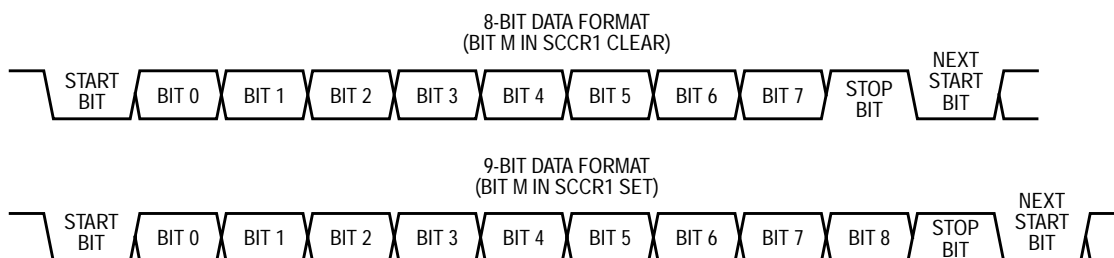 8-BIT DATA FORMAT
(BIT M IN SCCR1 CLEAR)
START
BIT
BIT 0
BIT 1
BIT 2
BIT 3
BIT 4
BIT 5
BIT 6
BIT 7
STOP
BIT
NEXT
START
BIT
9-BIT DATA FORMAT
(BIT M IN SCCR1 SET)
START
BIT
BIT 0
BIT 1
BIT 2
BIT 3
BIT 4
BIT 5
BIT 6
BIT 7
BIT 8
STOP
BIT
NEXT
START
BIT